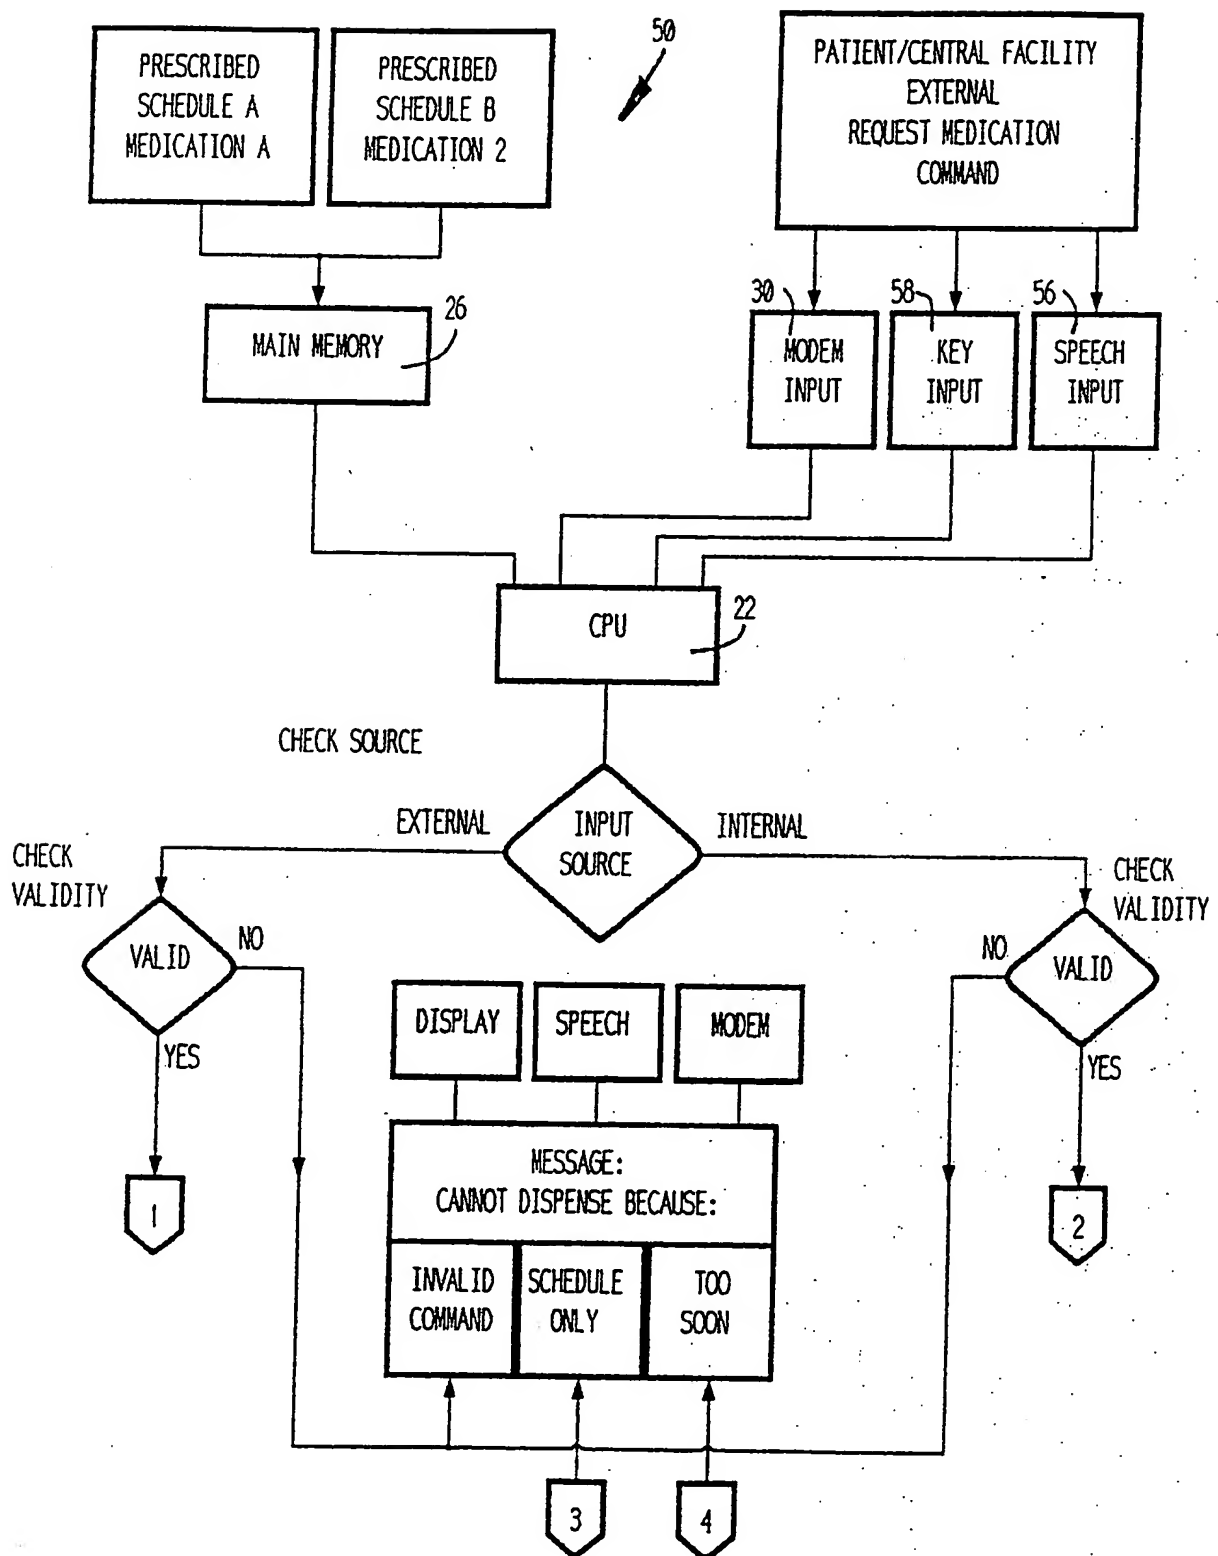 PRESCRIBED
SCHEDULE A
MEDICATION A
PRESCRIBED
SCHEDULE B
MEDICATION 2
50
PATIENT/CENTRAL FACILITY
EXTERNAL
REQUEST MEDICATION
COMMAND
MAIN MEMORY
26
30
MODEM
INPUT
58
KEY
INPUT
56
SPEECH
INPUT
CPU
22
CHECK SOURCE
EXTERNAL
INPUT
SOURCE
INTERNAL
CHECK
VALIDITY
VALID
NO
YES
1
CHECK
VALIDITY
NO
VALID
YES
2
DISPLAY
SPEECH
MODEM
MESSAGE:
CANNOT DISPENSE BECAUSE:
INVALID
COMMAND
SCHEDULE
ONLY
TOO
SOON
3
4